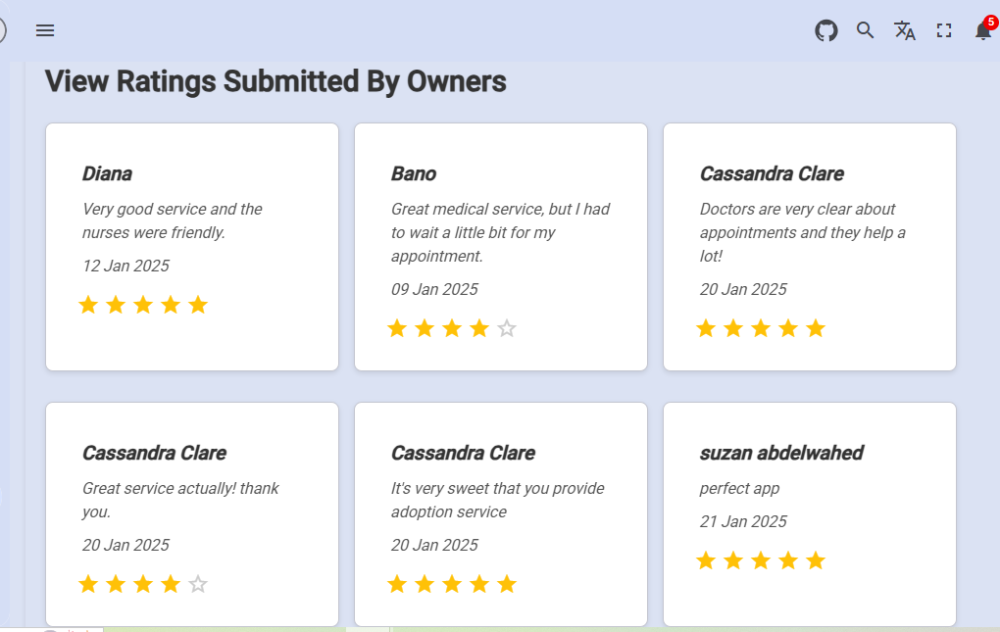 5
View Ratings Submitted By Owners
Diana
Very good service and the
nurses were friendly.
12 Jan 2025
Bano
Great medical service, but I had
to wait a little bit for my
appointment.
09 Jan 2025
Cassandra Clare
Doctors are very clear about
appointments and they help a
lot!
20 Jan 2025
Cassandra Clare
Great service actually! thank
you.
20 Jan 2025
Cassandra Clare
It's very sweet that you provide
adoption service
20 Jan 2025
suzan abdelwahed
perfect app
21 Jan 2025